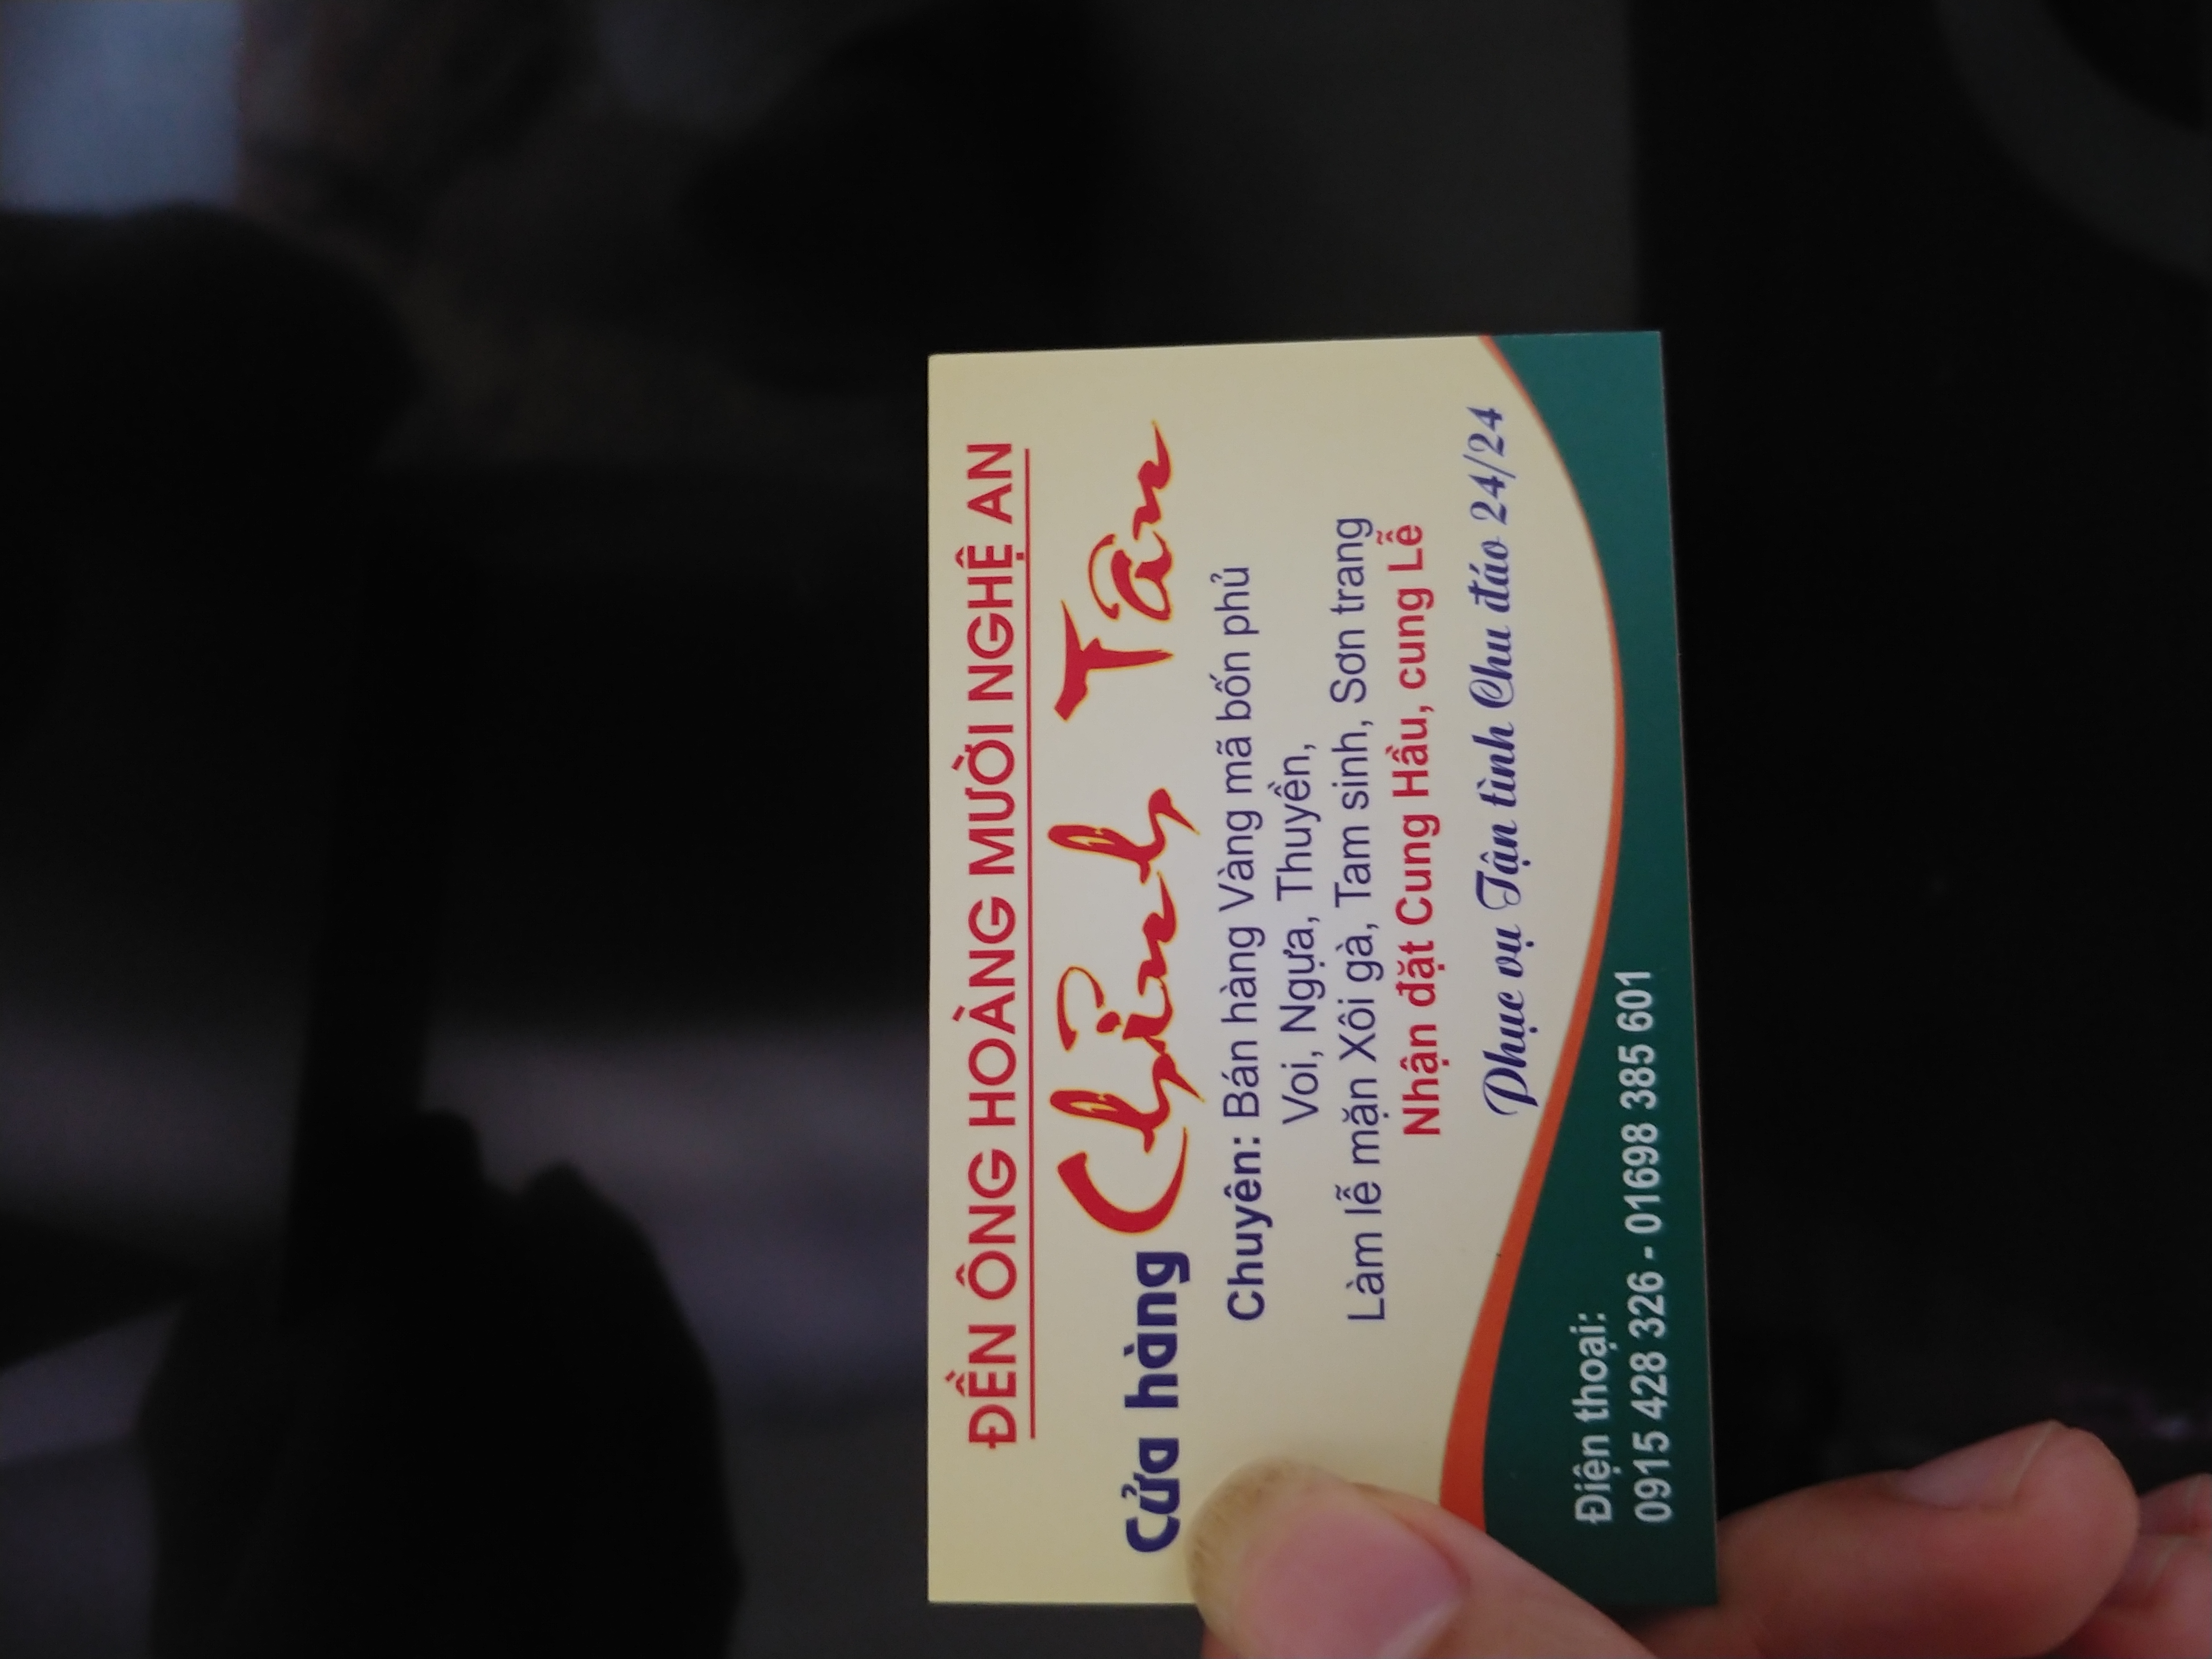 ĐỀN ÔNG HOÀNG MƯỜI NGHỆ AN
Cửa hàng Chỉnh Tân
Chuyên: Bán hàng Vàng mã bốn phủ
Voi, Ngựa, Thuyền,
Làm lễ mặn Xôi gà, Tam sinh, Sơn trang
Nhận đặt Cung Hầu, cung Lễ
Phục vụ Tận tình Chu đáo 24/24
Điện thoại:
0915 428 326 - 01698 385 601